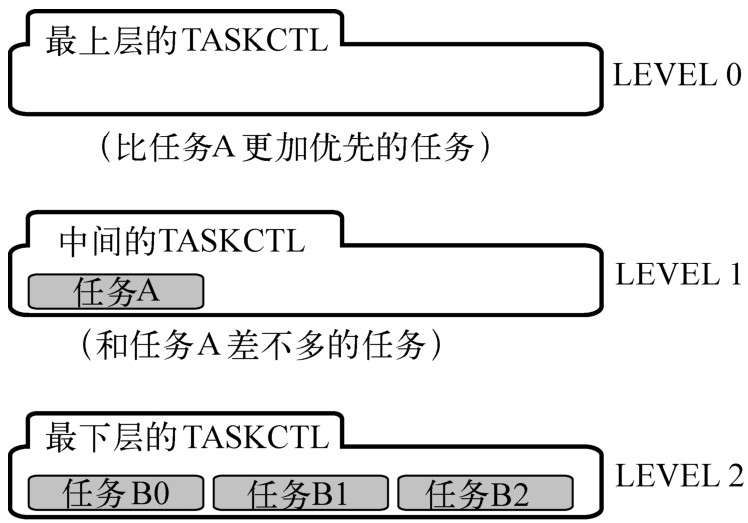 最上层的TASKCTL
LEVEL 0
（比任务A更加优先的任务）
中间的TASKCTL
LEVEL 1
任务A
（和任务A差不多的任务）
最下层的TASKCTL
LEVEL 2
任务B0 任务B1 任务B2